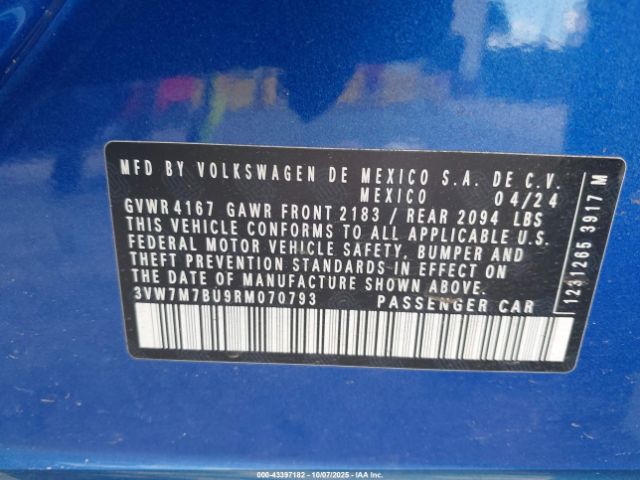 MFD BY VOLKSWAGEN DE MEXICO S.A. DE C.V.
MEXICO 04/24
GVWR 4167 GAWR FRONT 2183 / REAR 2094 LBS
THIS VEHICLE CONFORMS TO ALL APPLICABLE U.S.
FEDERAL MOTOR VEHICLE SAFETY, BUMPER AND
THEFT PREVENTION STANDARDS IN EFFECT ON
THE DATE OF MANUFACTURE SHOWN ABOVE.
3VW7M7BU9RM070793 PASSENGER CAR
1231265 3917 M
000-43397182 - 10/07/2025 - IAAI.COM